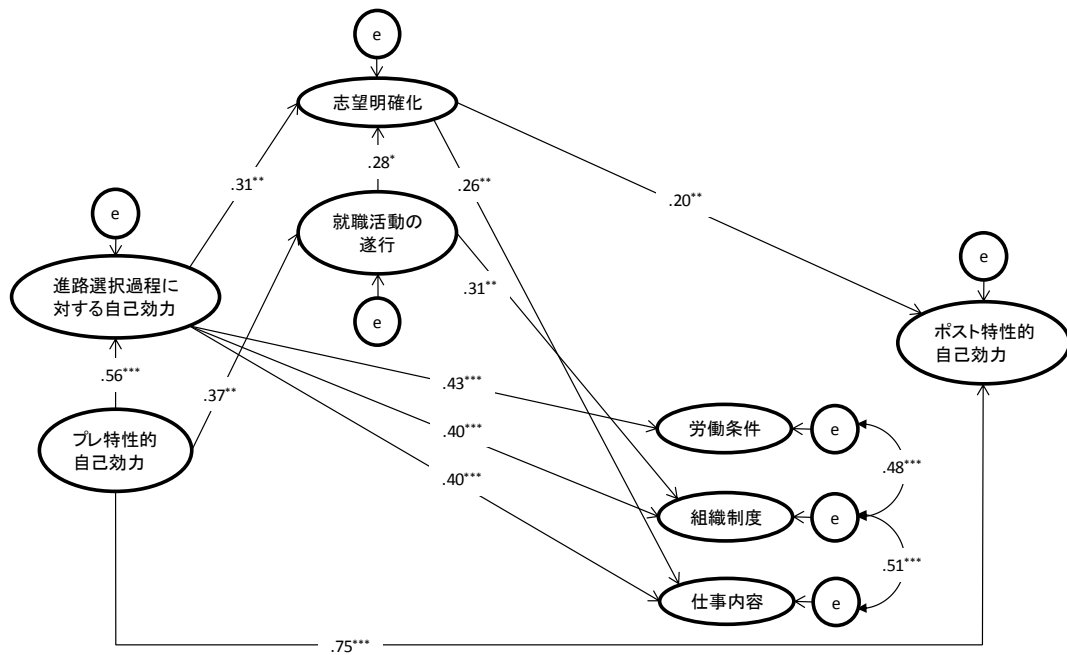 e
志望明確化
.28*
.31**
.26**
.20**
e
就職活動の
遂行
e
進路選択過程に
対する自己効力
.31**
e
ポスト特性的
自己効力
.56***
.37**
.43***
プレ特性的
自己効力
.40***
.40***
労働条件
e
.48***
組織制度
e
.51***
仕事内容
e
.75***